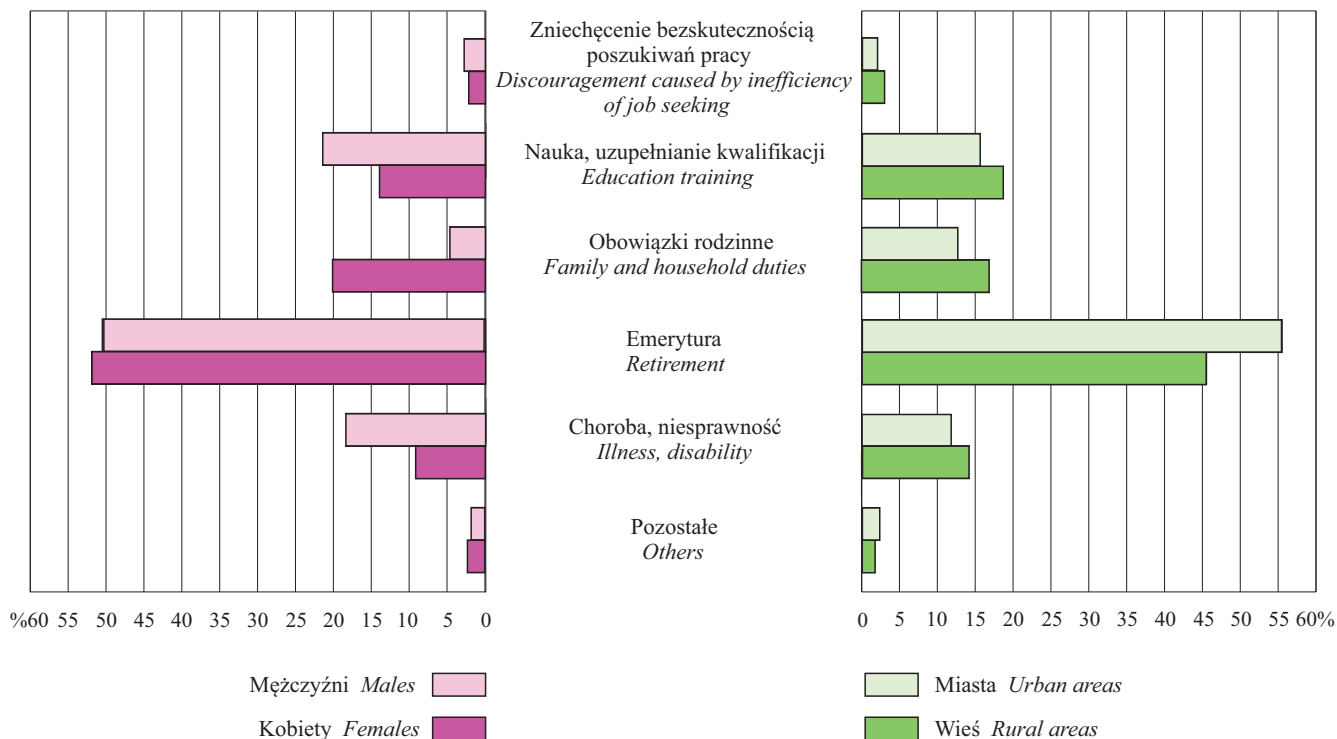 Zniechęcenie bezskutecznością
poszukiwań pracy
Discouragement caused by inefficiency
of job seeking
Nauka, uzupełnianie kwalifikacji
Education training
Obowiązki rodzinne
Family and household duties
Emerytura
Retirement
Choroba, niesprawność
Illness, disability
Pozostałe
Others
%60 55 45 50 40 35 30 25 20 15 10 5 0
0 5 10 15 20 25 30 35 40 45 50 55 60%
Mężczyźni Males
Kobiety Females
Miasta Urban areas
Wieś Rural areas